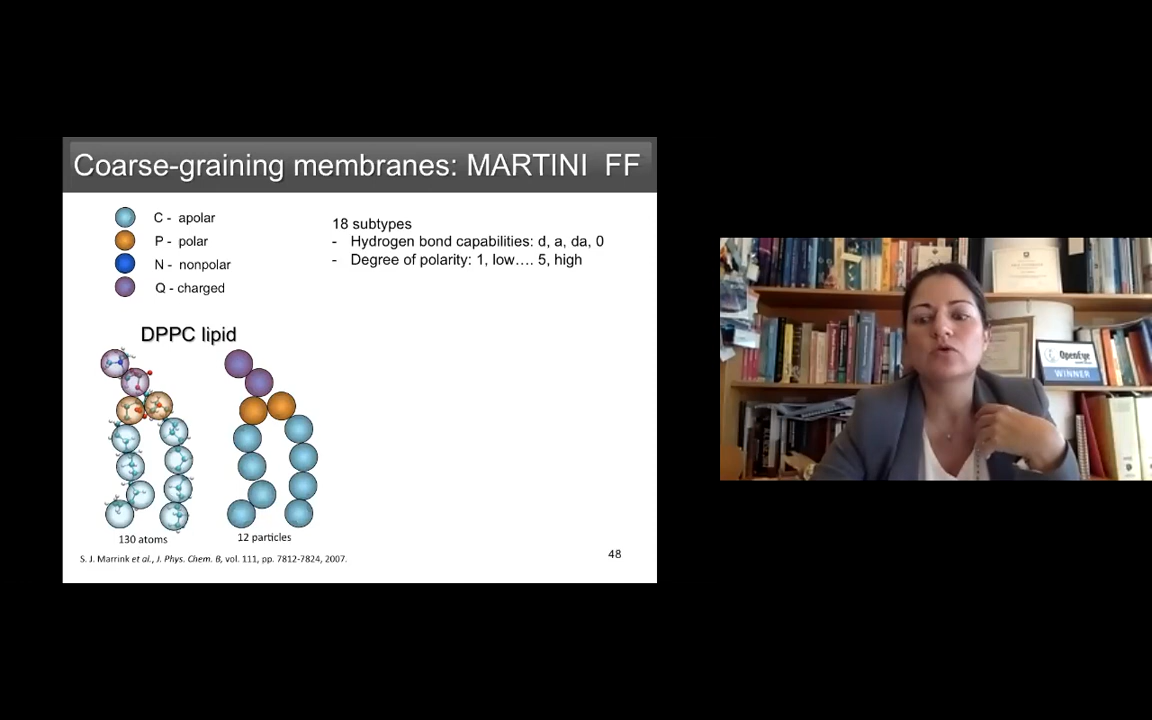 Coarse-graining membranes: MARTINI FF
C - apolar
P - polar
N - nonpolar
Q - charged
18 subtypes
- Hydrogen bond capabilities: d, a, da, 0
- Degree of polarity: 1, low.... 5, high
DPPC lipid
130 atoms
12 particles
S. J. Marrink et al., J. Phys. Chem. B, vol. 111, pp. 7812-7824, 2007.
48
OpenEye
WINNER